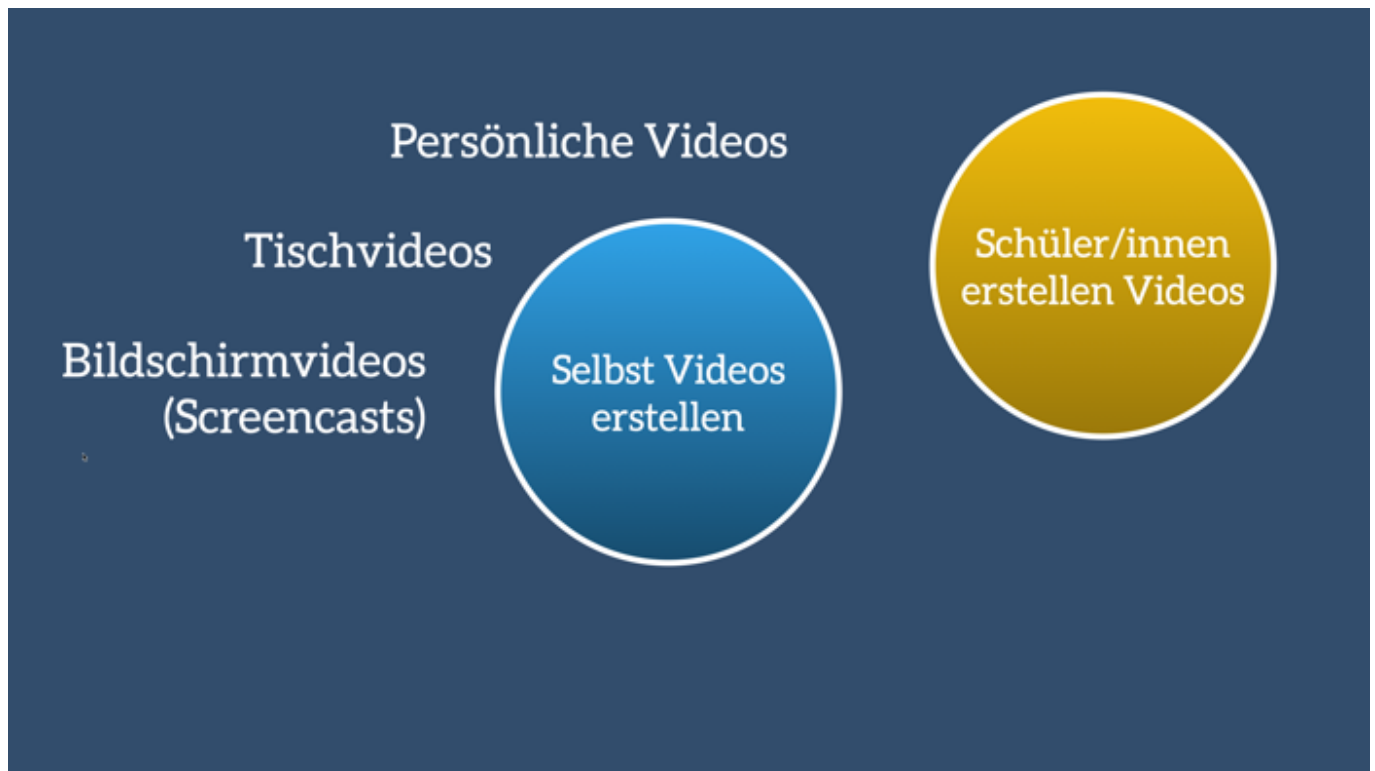 Persönliche Videos
Tischvideos
Bildschirmvideos
(Screencasts)
Selbst Videos
erstellen
Schüler/innen
erstellen Videos